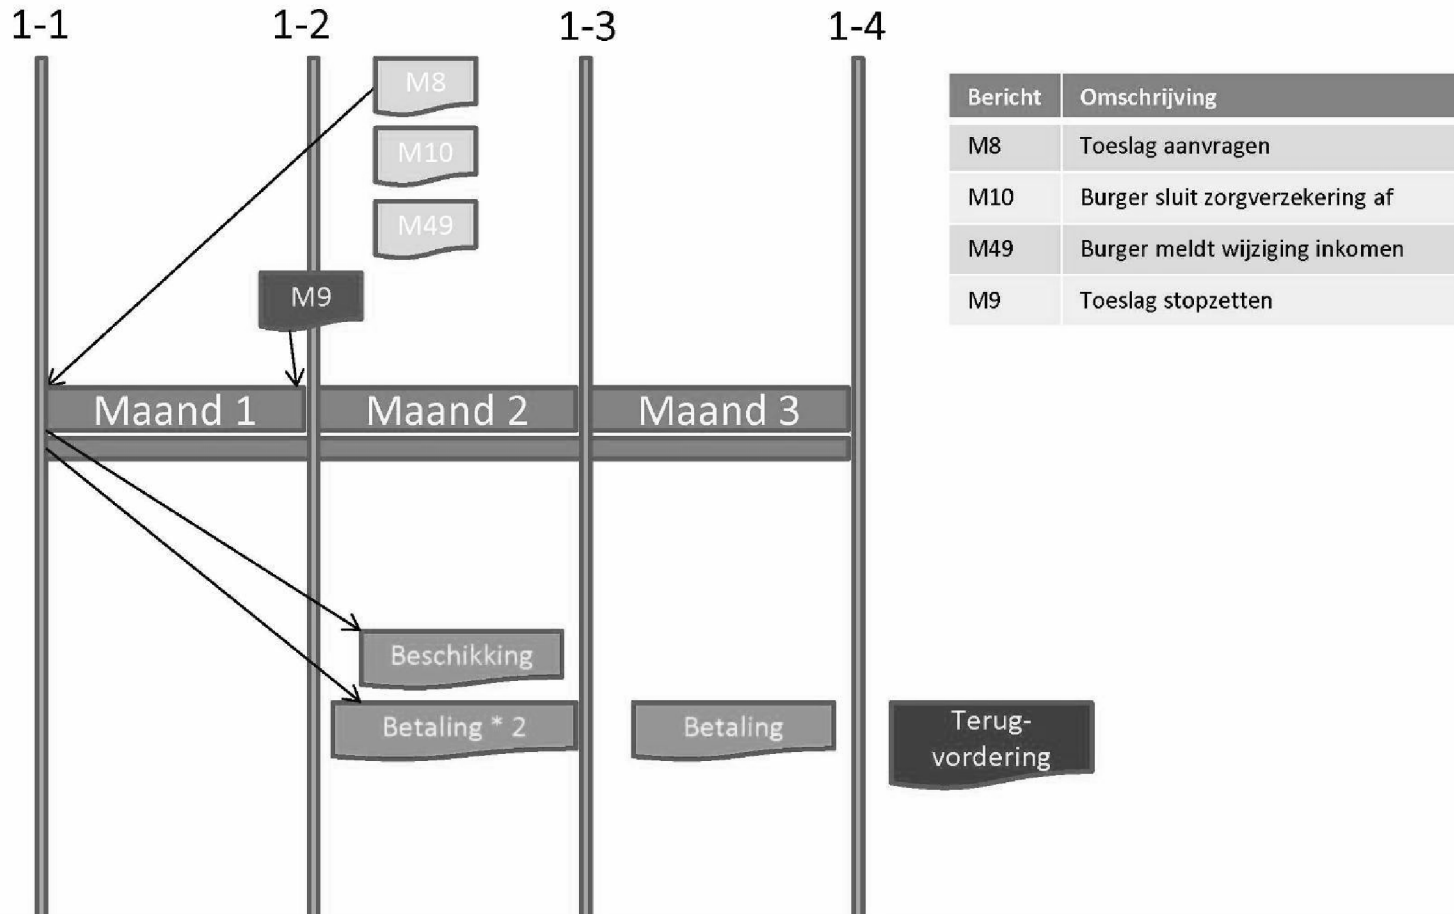 1-1
1-2
1-3
1-4
M8
M10
M49
M9
Bericht Omschrijving
M8 Toeslag aanvragen
M10 Burger sluit zorgverzekering af
M49 Burger meldt wijziging inkomen
M9 Toeslag stopzetten
Maand 1
Maand 2
Maand 3
Beschikking
Betaling * 2
Betaling
Terug-
vordering